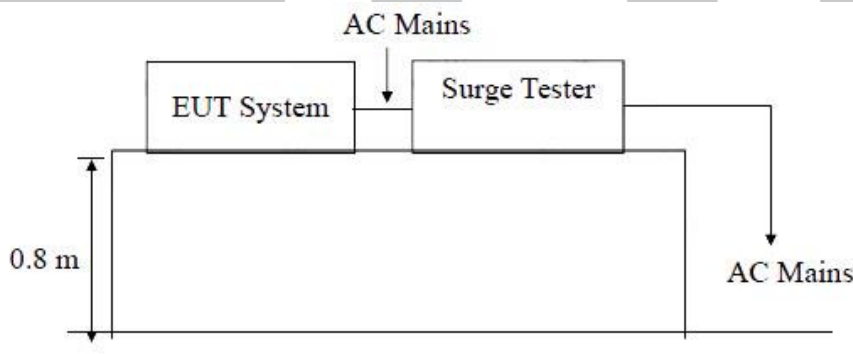 AC Mains
EUT System
Surge Tester
0.8 m
AC Mains